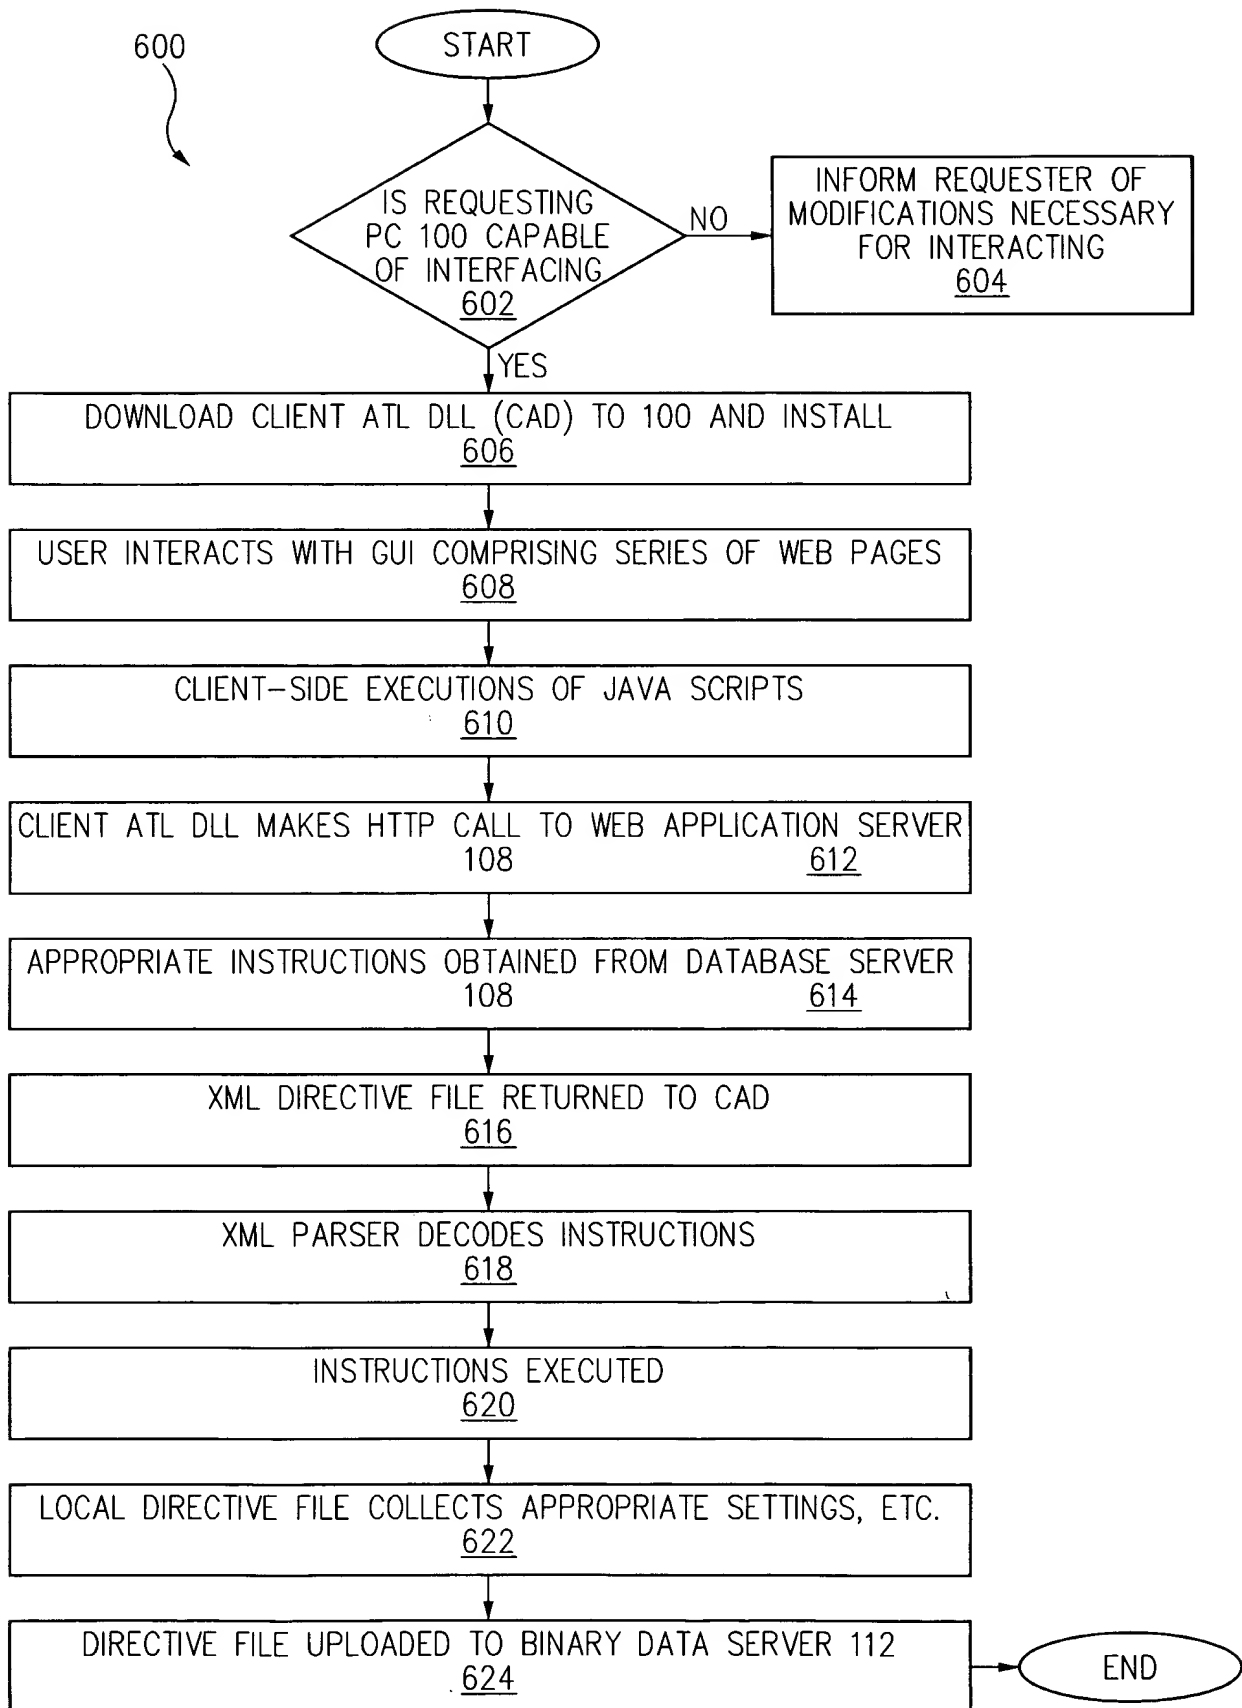 600
START
IS REQUESTING
PC 100 CAPABLE
OF INTERFACING
602
NO
INFORM REQUESTER OF
MODIFICATIONS NECESSARY
FOR INTERACTING
604
YES
DOWNLOAD CLIENT ATL DLL (CAD) TO 100 AND INSTALL
606
USER INTERACTS WITH GUI COMPRISING SERIES OF WEB PAGES
608
CLIENT-SIDE EXECUTIONS OF JAVA SCRIPTS
610
CLIENT ATL DLL MAKES HTTP CALL TO WEB APPLICATION SERVER
108 612
APPROPRIATE INSTRUCTIONS OBTAINED FROM DATABASE SERVER
108 614
XML DIRECTIVE FILE RETURNED TO CAD
616
XML PARSER DECODES INSTRUCTIONS
618
INSTRUCTIONS EXECUTED
620
LOCAL DIRECTIVE FILE COLLECTS APPROPRIATE SETTINGS, ETC.
622
DIRECTIVE FILE UPLOADED TO BINARY DATA SERVER 112
624
END